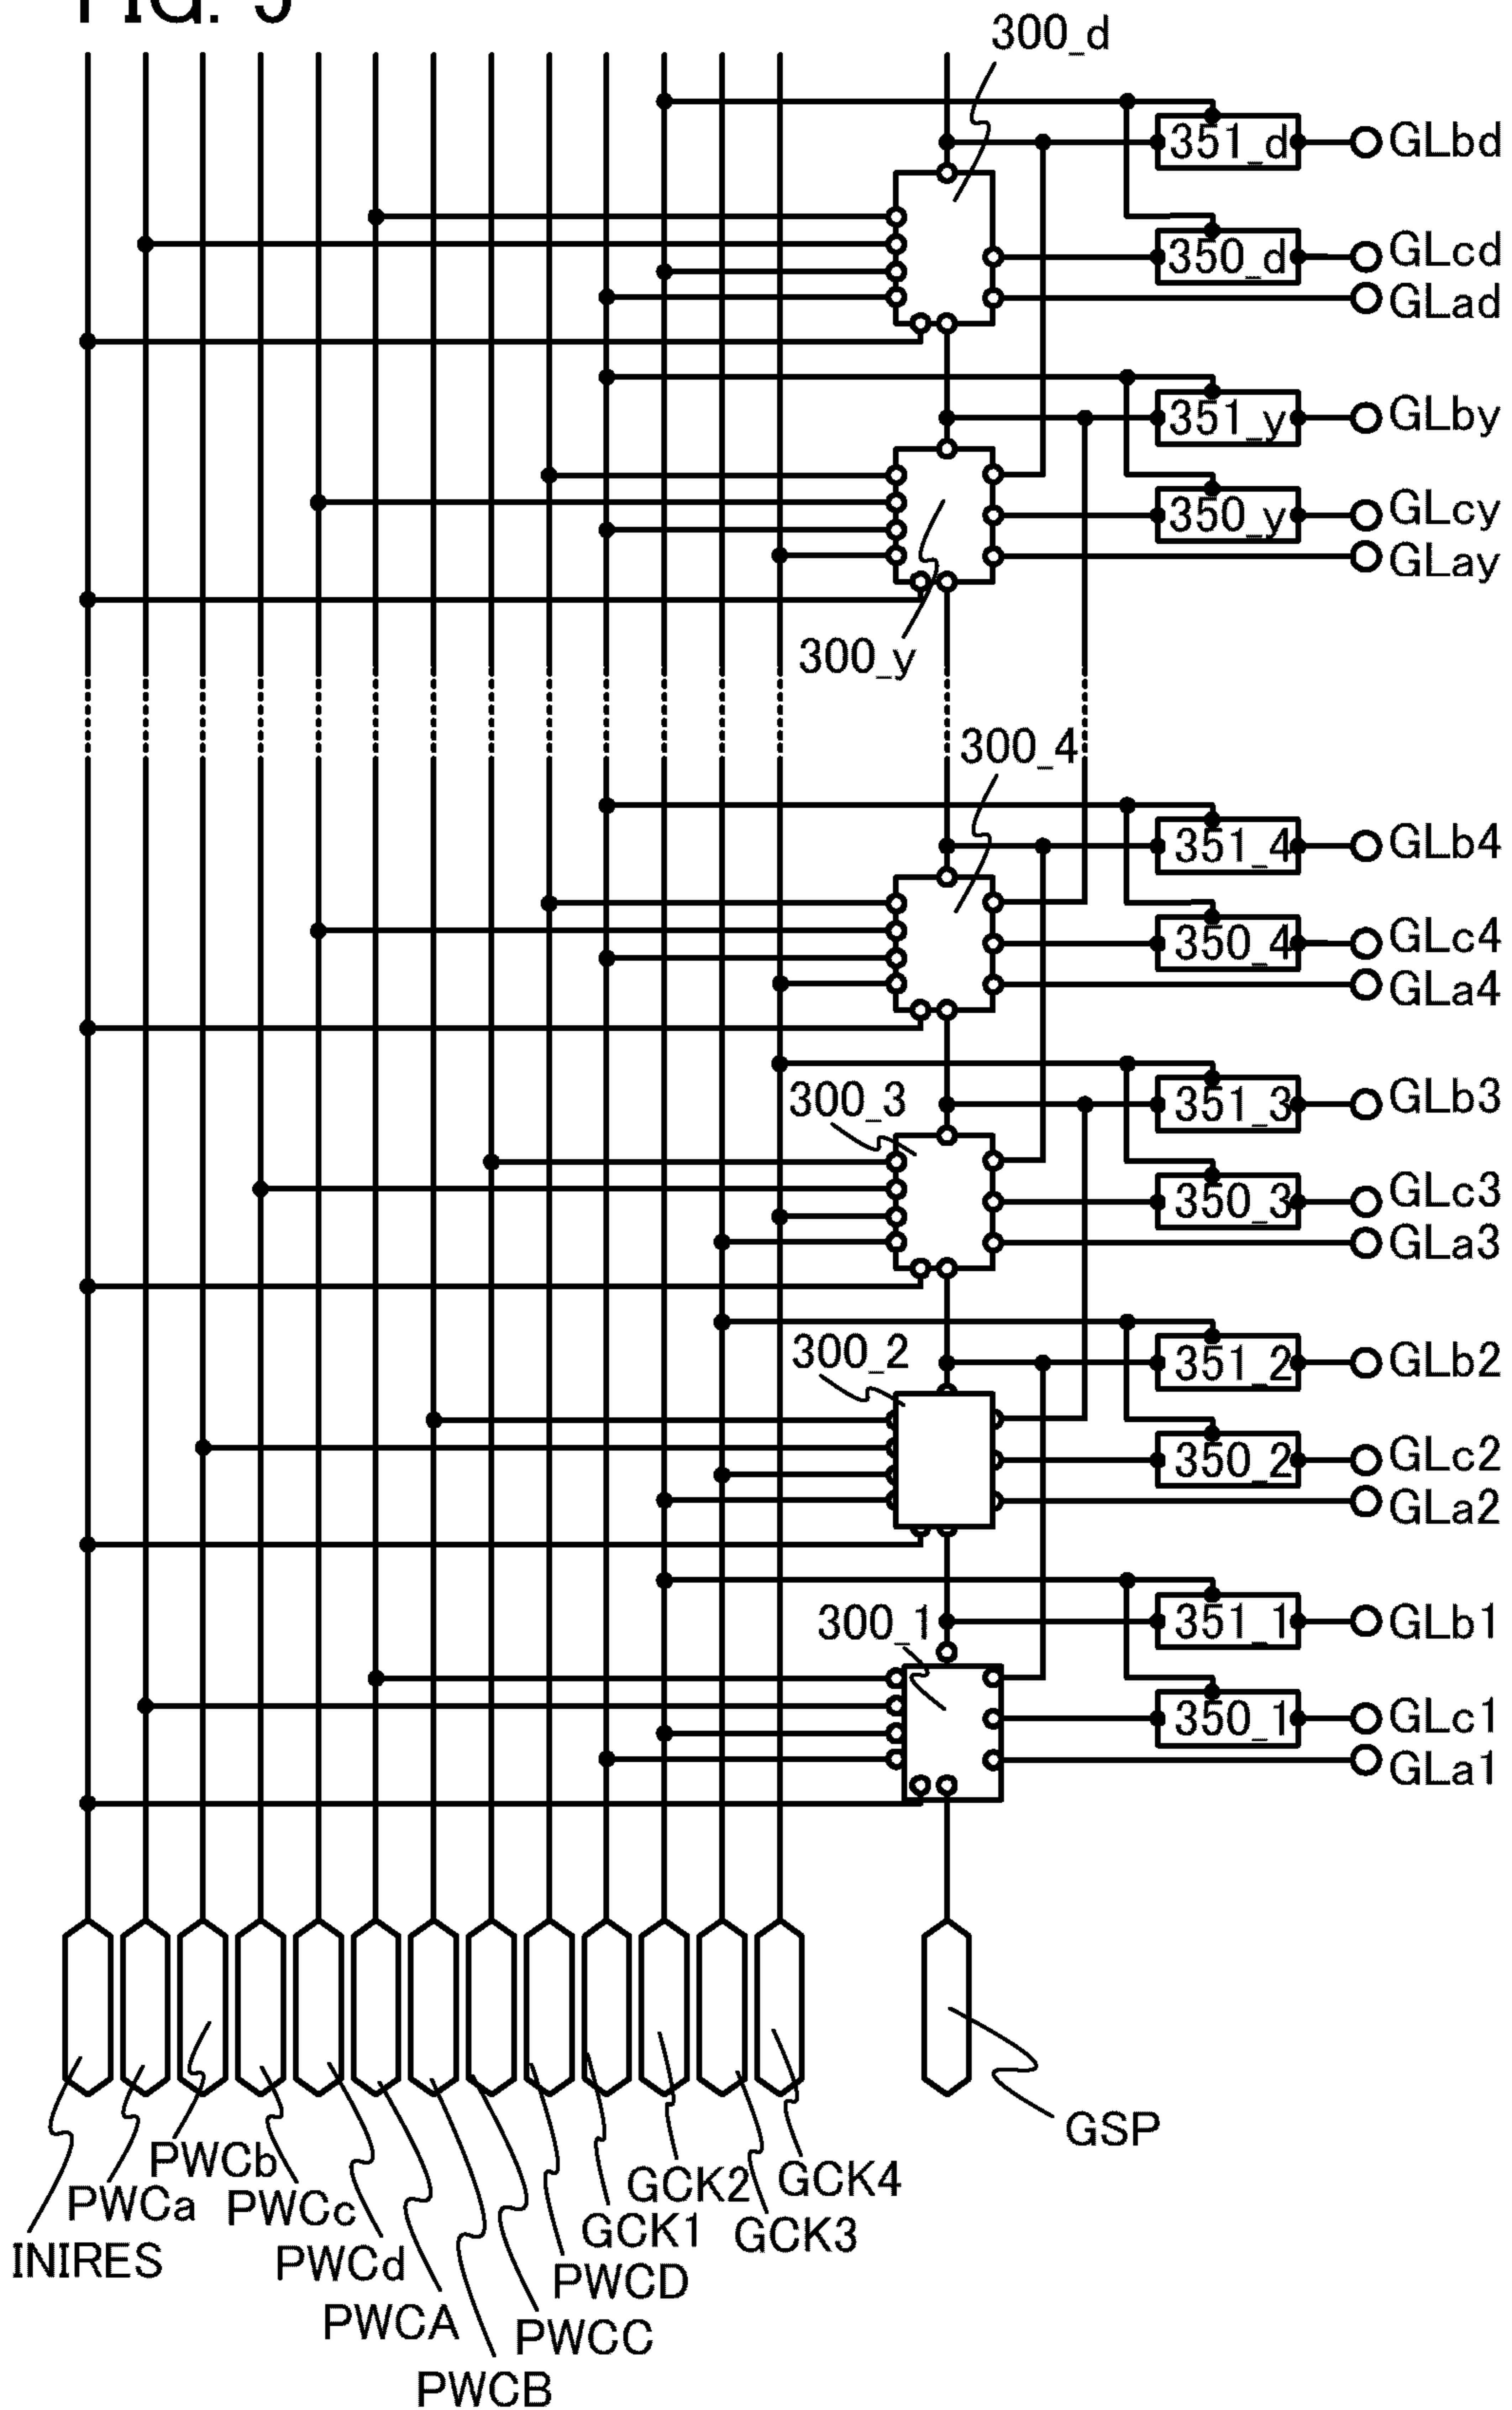 300_d
351_d
GLbd
350_d
GLcd
GLad
351_y
GLby
350_y
GLcy
GLay
300_y
300_4
351_4
GLb4
350_4
GLc4
GLa4
300_3
351_3
GLb3
350_3
GLc3
GLa3
300_2
351_2
GLb2
350_2
GLc2
GLa2
300_1
351_1
GLb1
350_1
GLc1
GLa1
GSP
PWCb
GCK2
GCK4
PWCa
PWCc
GCK1
GCK3
INIRES
PWCd
PWCD
PWCA
PWCC
PWCB